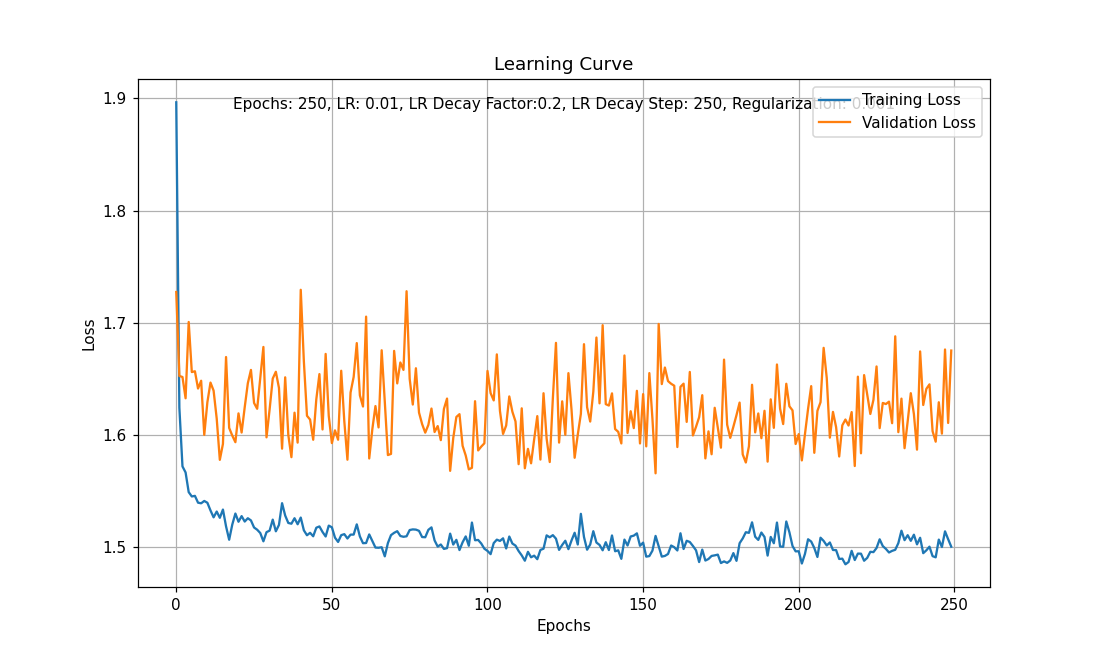 Learning Curve
Epochs: 250, LR: 0.01, LR Decay Factor:0.2, LR Decay Step: 250, Regularization: 0.001
Training Loss
Validation Loss
1.9
1.8
1.7
1.6
1.5
Loss
0
50
100
150
200
250
Epochs